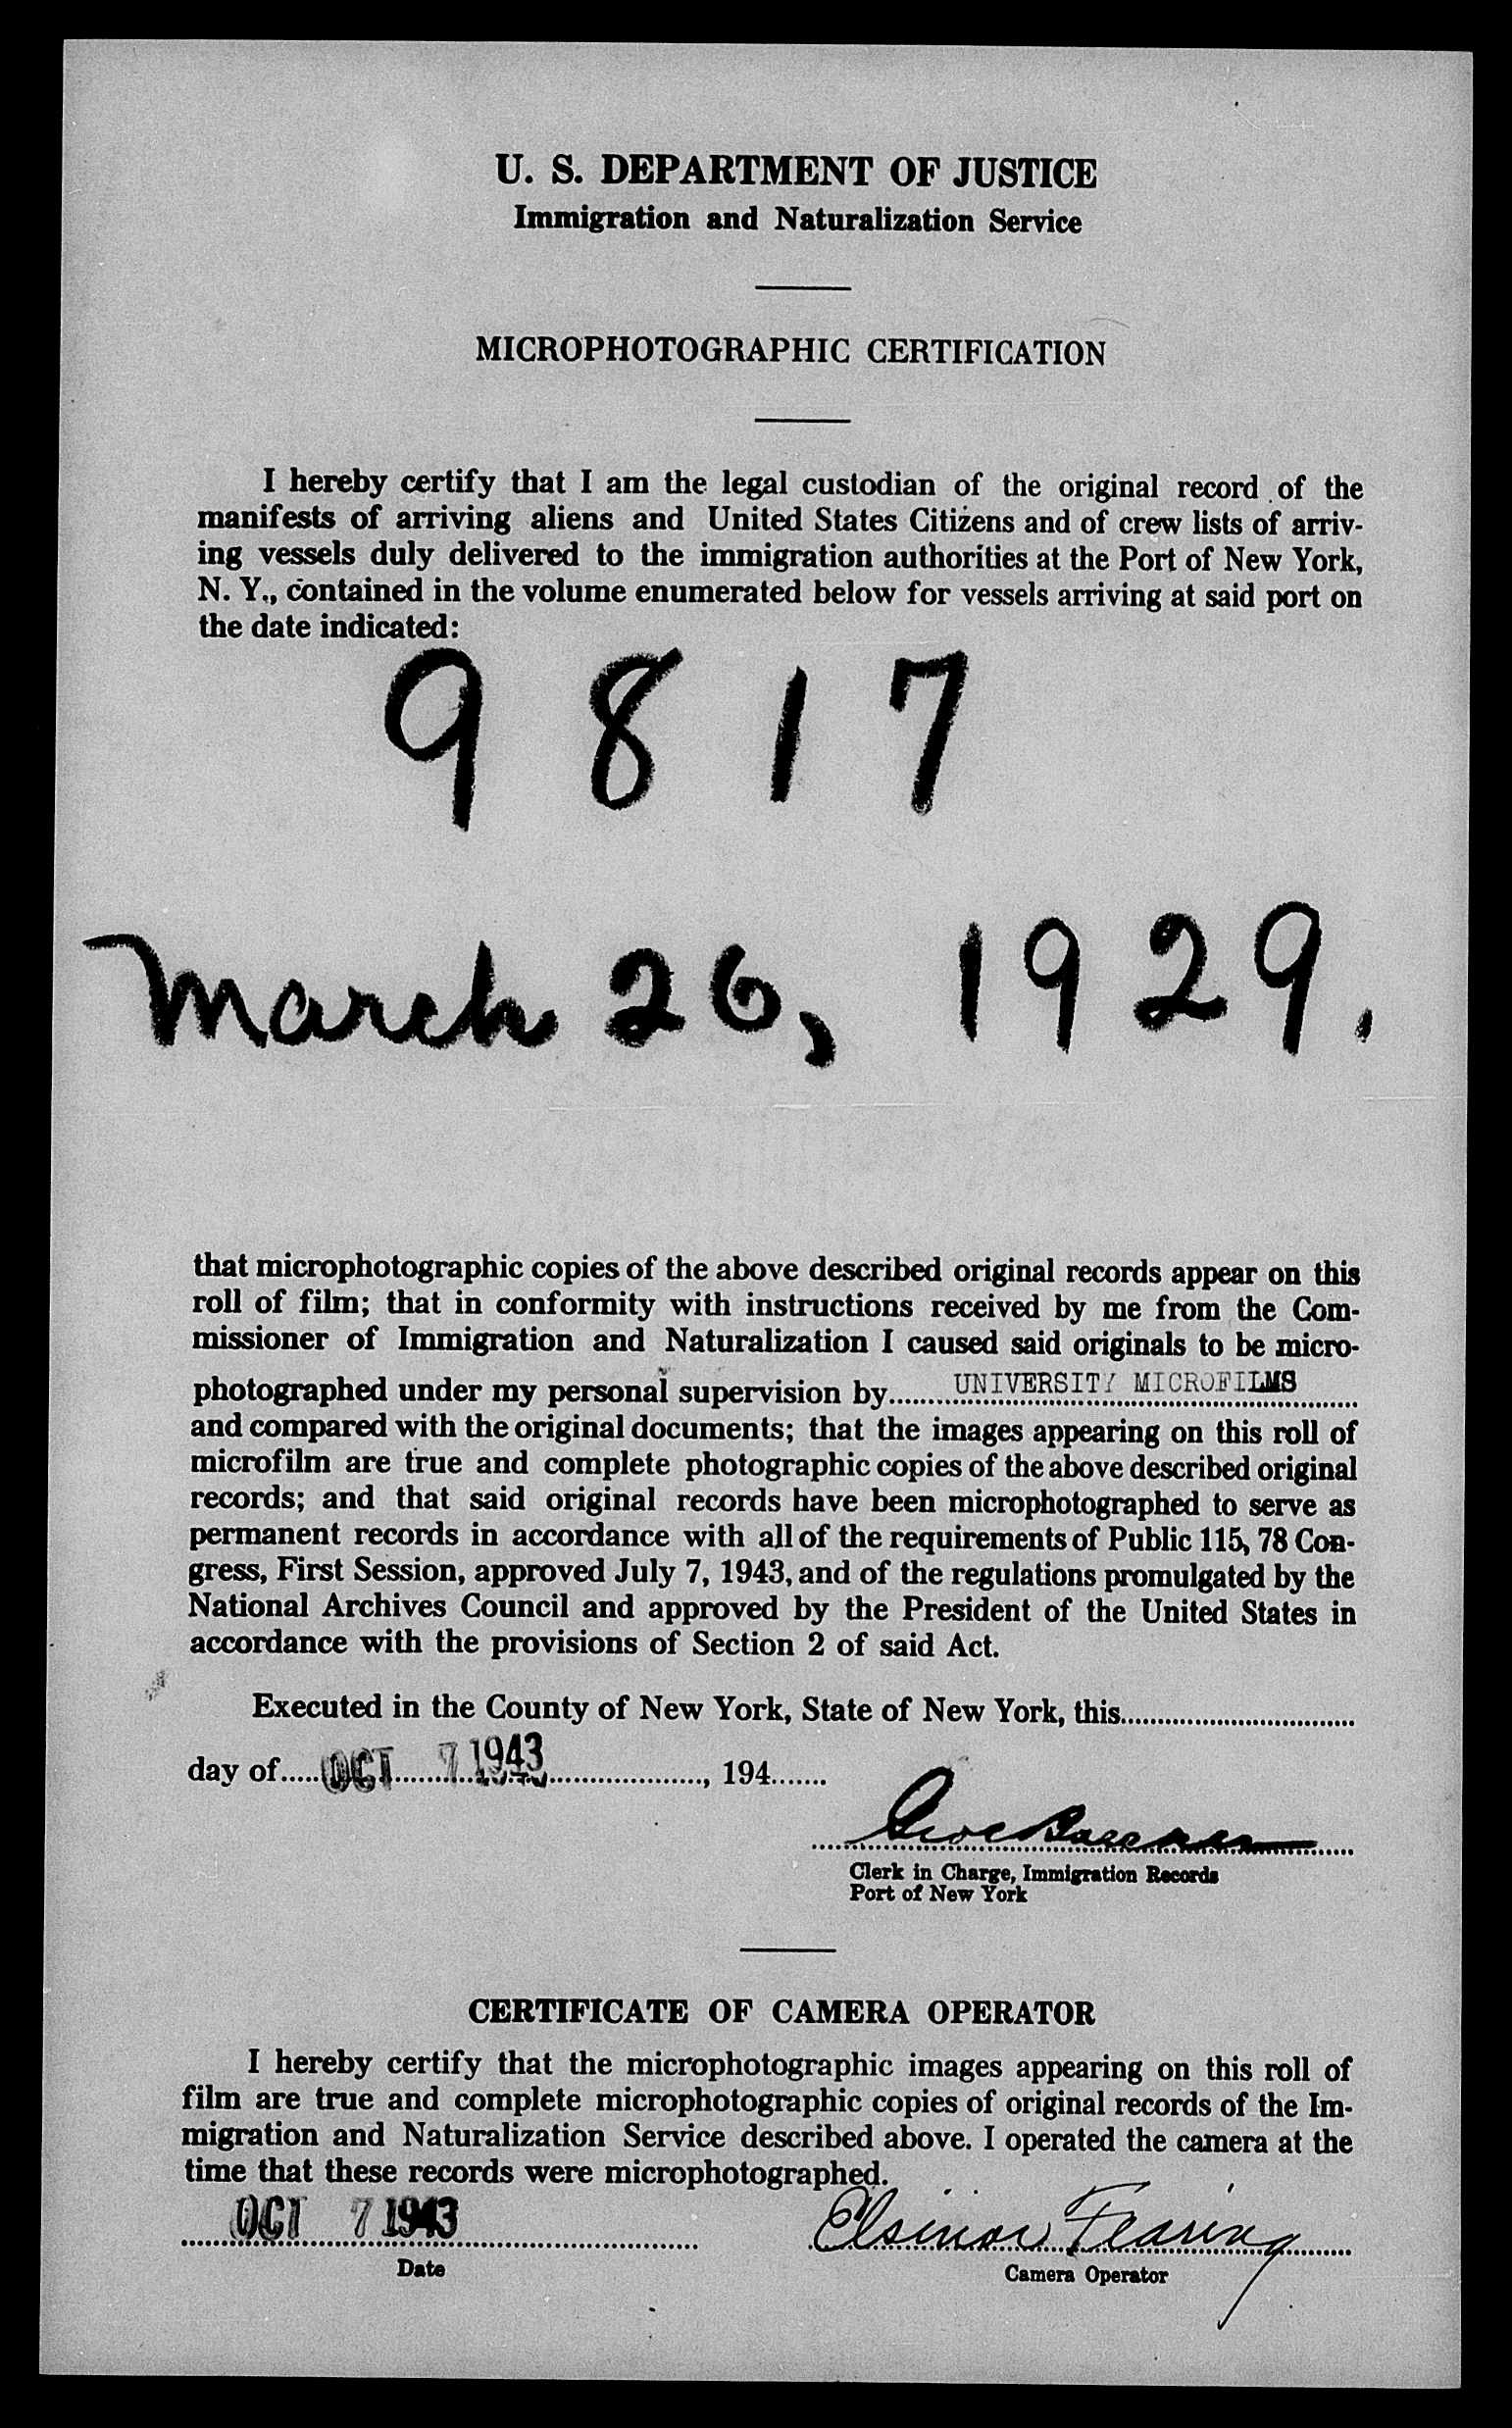 U. S. DEPARTMENT OF JUSTICE
Immigration and Naturalization Service
MICROPHOTOGRAPHIC CERTIFICATION
I hereby certify that I am the legal custodian of the original record of the
manifests of arriving aliens and United States Citizens and of crew lists of arriv-
ing vessels duly delivered to the immigration authorities at the Port of New York,
N. Y., contained in the volume enumerated below for vessels arriving at said port on
the date indicated:
9817
March 26, 1929.
that microphotographic copies of the above described original records appear on this
roll of film; that in conformity with instructions received by me from the Com-
missioner of Immigration and Naturalization I caused said originals to be micro-
photographed under my personal supervision by UNIVERSITY MICROFILMS
and compared with the original documents; that the images appearing on this roll of
microfilm are true and complete photographic copies of the above described original
records; and that said original records have been microphotographed to serve as
permanent records in accordance with all of the requirements of Public 115, 78 Con-
gress, First Session, approved July 7, 1943, and of the regulations promulgated by the
National Archives Council and approved by the President of the United States in
accordance with the provisions of Section 2 of said Act.
Executed in the County of New York, State of New York, this
day of OCT 7 1943, 194
Clerk in Charge, Immigration Records
Port of New York
CERTIFICATE OF CAMERA OPERATOR
I hereby certify that the microphotographic images appearing on this roll of
film are true and complete microphotographic copies of original records of the Im-
migration and Naturalization Service described above. I operated the camera at the
time that these records were microphotographed.
OCT 7 1943 Elsinor Fearing
Date
Camera Operator